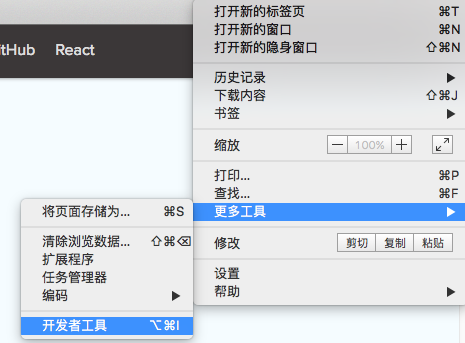 itHub React
打开新的标签页 ⌘T
打开新的窗口 ⌘N
打开新的隐身窗口 ⇧⌘N
历史记录 ▶
下载内容 ⇧⌘J
书签 ▶
缩放 — 100% +
打印... ⌘P
查找... ⌘F
更多工具 ▶
修改 剪切 复制 粘贴
设置
帮助 ▶
将页面存储为... ⌘S
清除浏览数据... ⇧⌘⌫
扩展程序
任务管理器
编码 ▶
开发者工具 ⌥⌘I